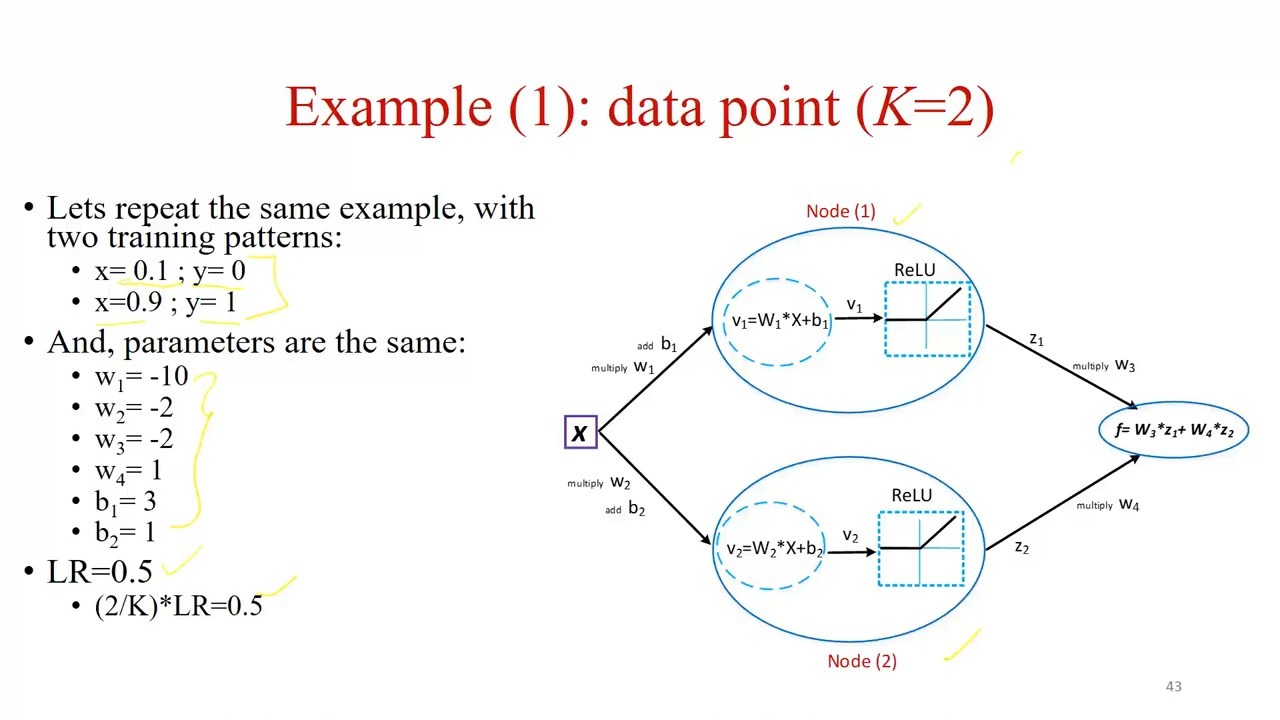 Example (1): data point (K=2)
• Lets repeat the same example, with
two training patterns:
• x= 0.1 ; y= 0
• x=0.9 ; y= 1
• And, parameters are the same:
• w₁= -10
• w₂= -2
• w₃= -2
• w₄= 1
• b₁= 3
• b₂= 1
• LR=0.5
• (2/K)*LR=0.5
Node (1)
ReLU
v₁=W₁*X+b₁
v₁
add b₁
multiply w₁
z₁
multiply w₃
X
f= W₃*z₁+ W₄*z₂
multiply w₂
add b₂
ReLU
v₂=W₂*X+b₂
v₂
multiply w₄
z₂
Node (2)
43